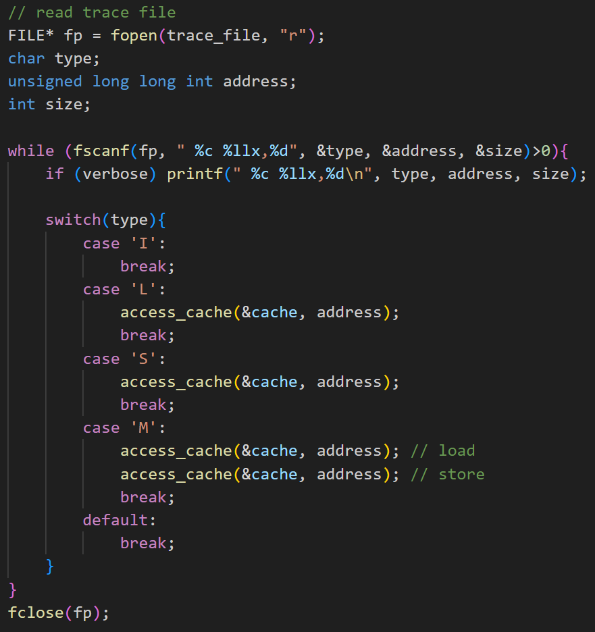 // read trace file
FILE* fp = fopen(trace_file, "r");
char type;
unsigned long long int address;
int size;

while (fscanf(fp, " %c %llx,%d", &type, &address, &size)>0){
    if (verbose) printf(" %c %llx,%d\n", type, address, size);

    switch(type){
        case 'I':
            break;
        case 'L':
            access_cache(&cache, address);
            break;
        case 'S':
            access_cache(&cache, address);
            break;
        case 'M':
            access_cache(&cache, address); // load
            access_cache(&cache, address); // store
            break;
        default:
            break;
    }
}
fclose(fp);